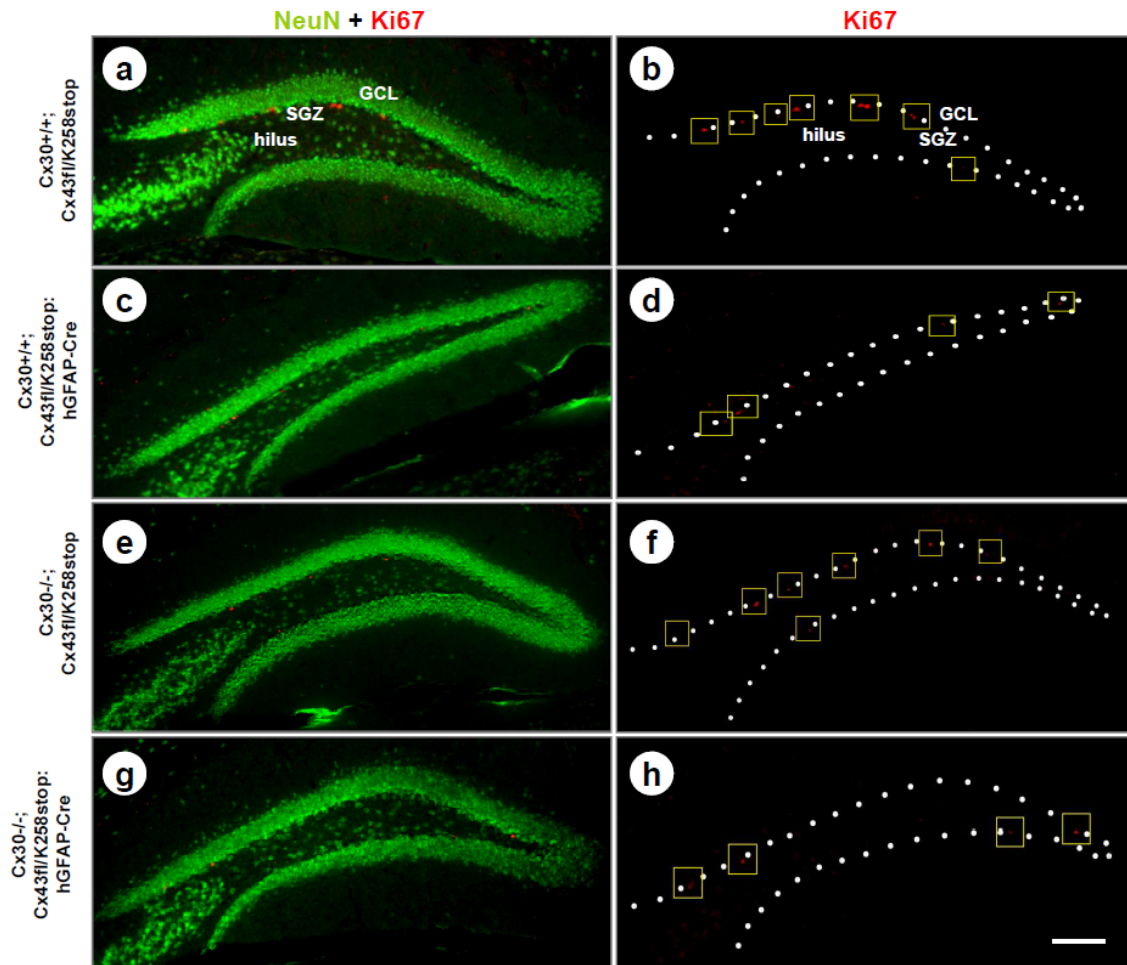 NeuN + Ki67
Ki67
Cx30+/+;
Cx43fl/K258stop
a
GCL
SGZ
hilus
b
GCL
hilus
SGZ
Cx30+/+;
Cx43fl/K258stop:
hGFAP-Cre
c
d
Cx30-/-;
Cx43fl/K258stop
e
f
Cx30-/-;
Cx43fl/K258stop:
hGFAP-Cre
g
h